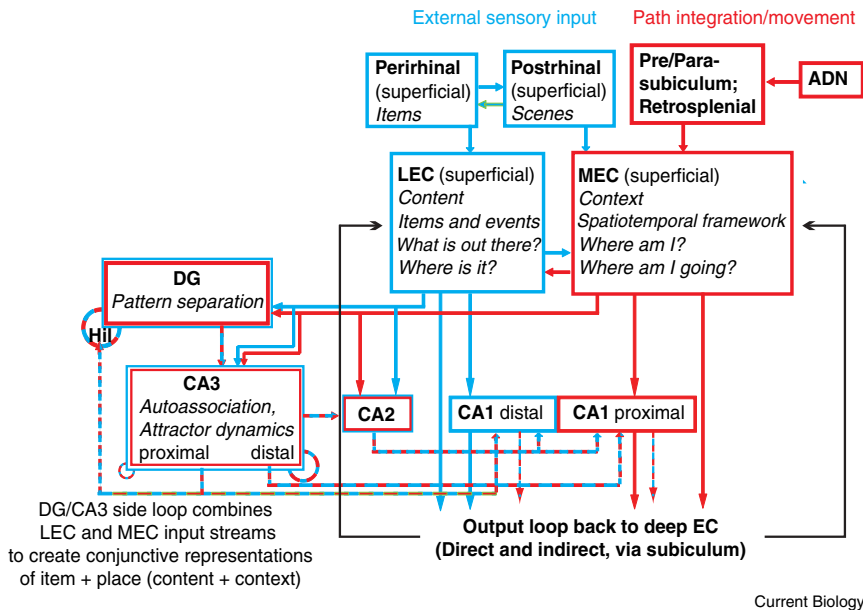 External sensory input
Path integration/movement
Perirhinal
(superficial)
Items
Postrhinal
(superficial)
Scenes
Pre/Para-
subiculum;
Retrosplenial
ADN
LEC (superficial)
Content
Items and events
What is out there?
Where is it?
MEC (superficial)
Context
Spatiotemporal framework
Where am I?
Where am I going?
DG
Pattern separation
Hil
CA3
Autoassociation,
Attractor dynamics
proximal distal
CA2
CA1 distal
CA1 proximal
DG/CA3 side loop combines
LEC and MEC input streams
to create conjunctive representations
of item + place (content + context)
Output loop back to deep EC
(Direct and indirect, via subiculum)
Current Biology